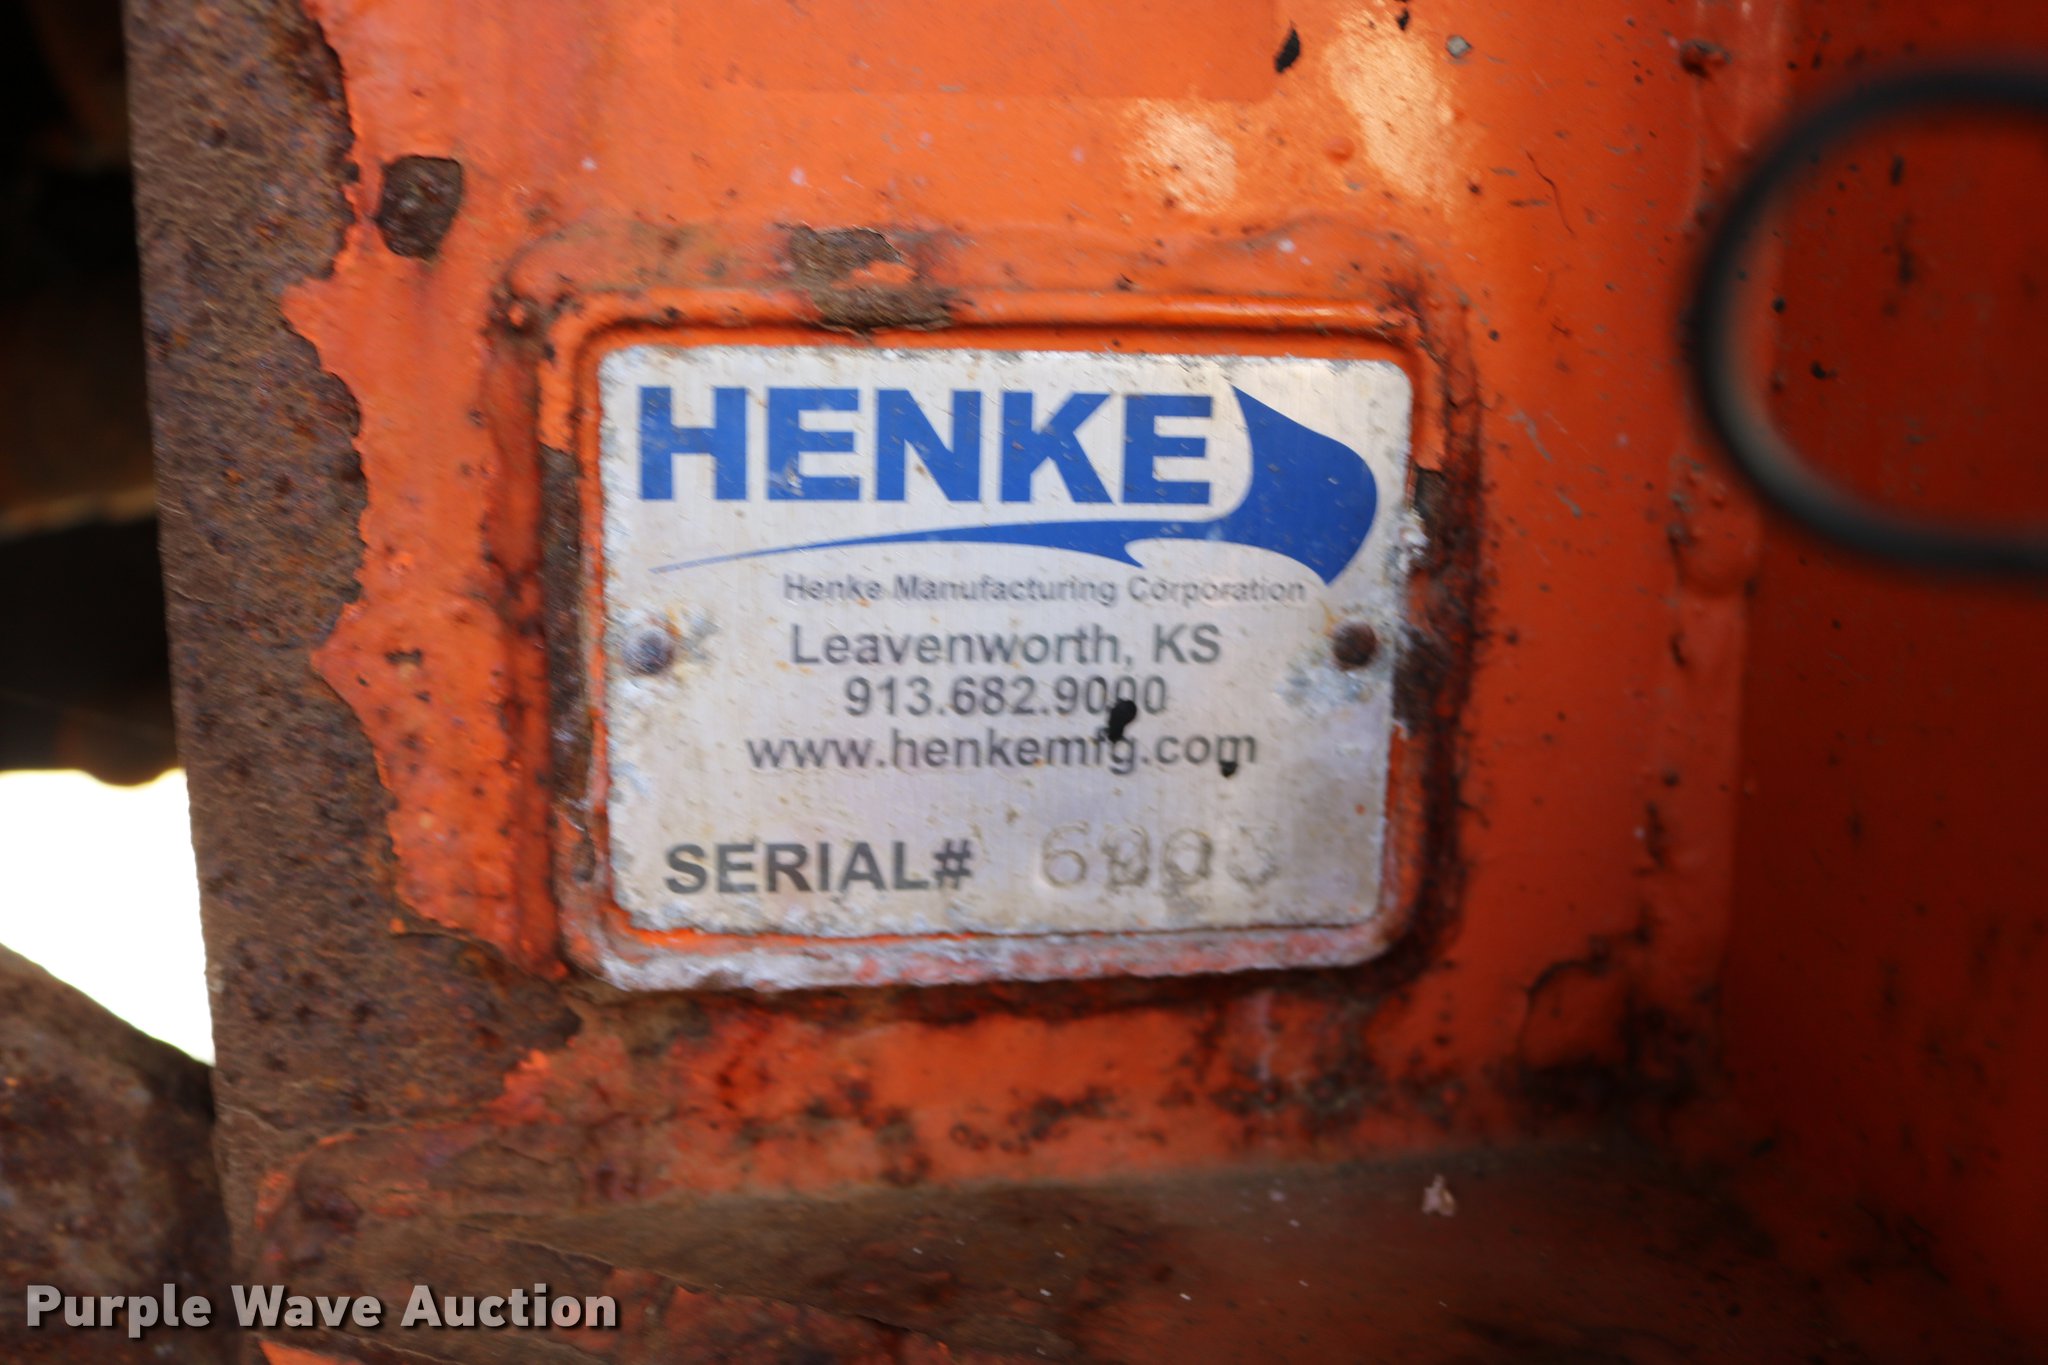 HENKE
Henke Manufacturing Corporation
Leavenworth, KS
913.682.9000
www.henkemfg.com
SERIAL#
Purple Wave Auction